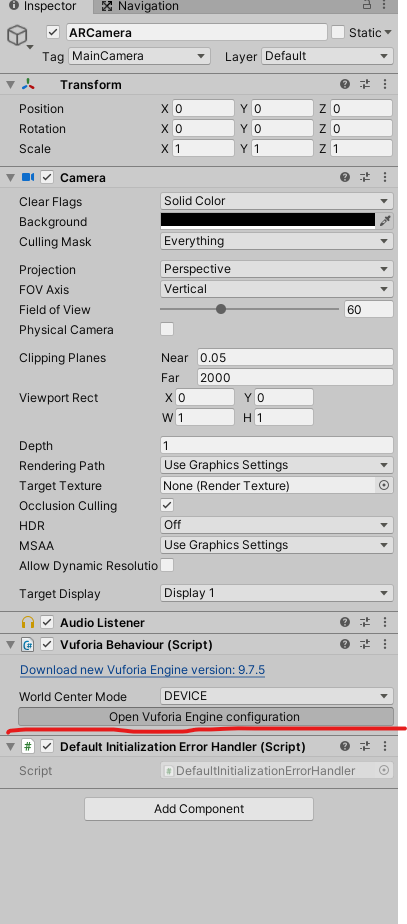 Inspector Navigation
ARCamera Static
Tag MainCamera Layer Default
Transform
Position X 0 Y 0 Z 0
Rotation X 0 Y 0 Z 0
Scale X 1 Y 1 Z 1
Camera
Clear Flags Solid Color
Background
Culling Mask Everything
Projection Perspective
FOV Axis Vertical
Field of View 60
Physical Camera
Clipping Planes Near 0.05
Far 2000
Viewport Rect X 0 Y 0
W 1 H 1
Depth 1
Rendering Path Use Graphics Settings
Target Texture None (Render Texture)
Occlusion Culling
HDR Off
MSAA Use Graphics Settings
Allow Dynamic Resolutio
Target Display Display 1
Audio Listener
Vuforia Behaviour (Script)
Download new Vuforia Engine version: 9.7.5
World Center Mode DEVICE
Open Vuforia Engine configuration
# Default Initialization Error Handler (Script)
Script # DefaultInitializationErrorHandler
Add Component